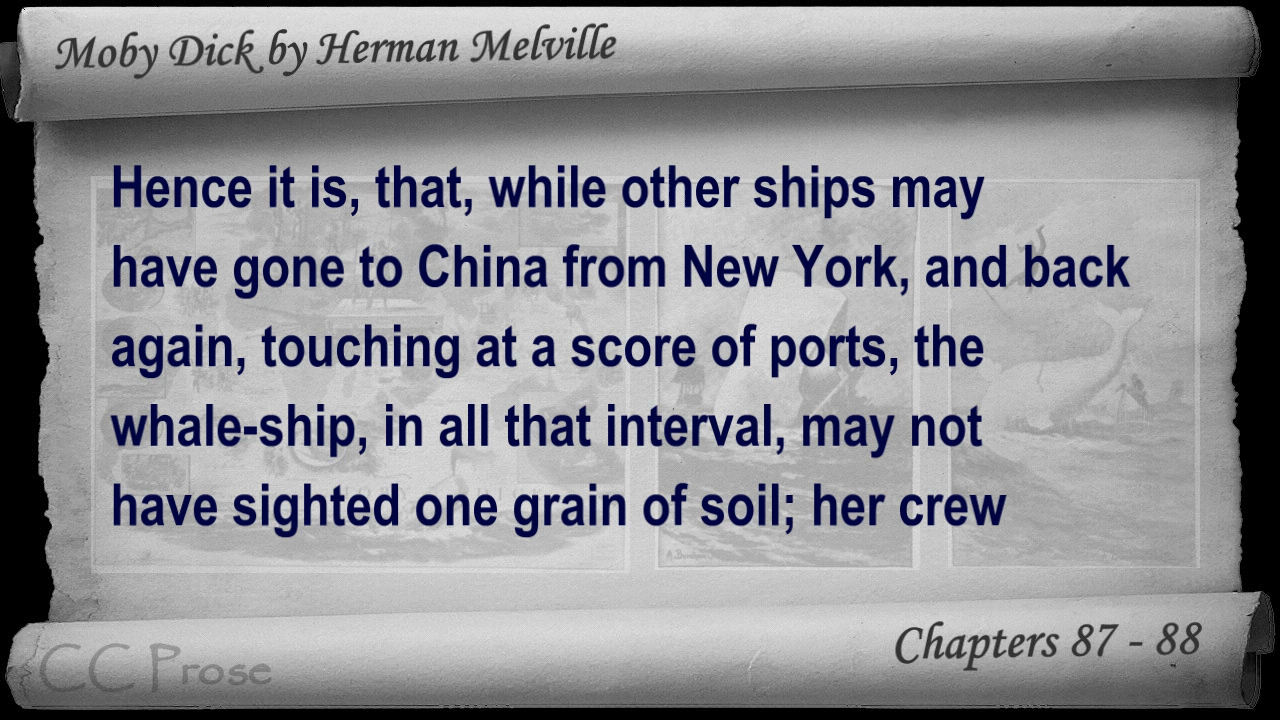 Moby Dick by Herman Melville
Hence it is, that, while other ships may
have gone to China from New York, and back
again, touching at a score of ports, the
whale-ship, in all that interval, may not
have sighted one grain of soil; her crew
Chapters 87 - 88
CC Prose